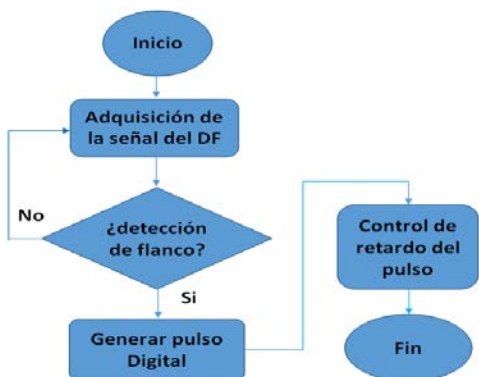 Inicio
Adquisición de
la señal del DF
No
¿detección
de flanco?
Si
Generar pulso
Digital
Control de
retardo del
pulso
Fin